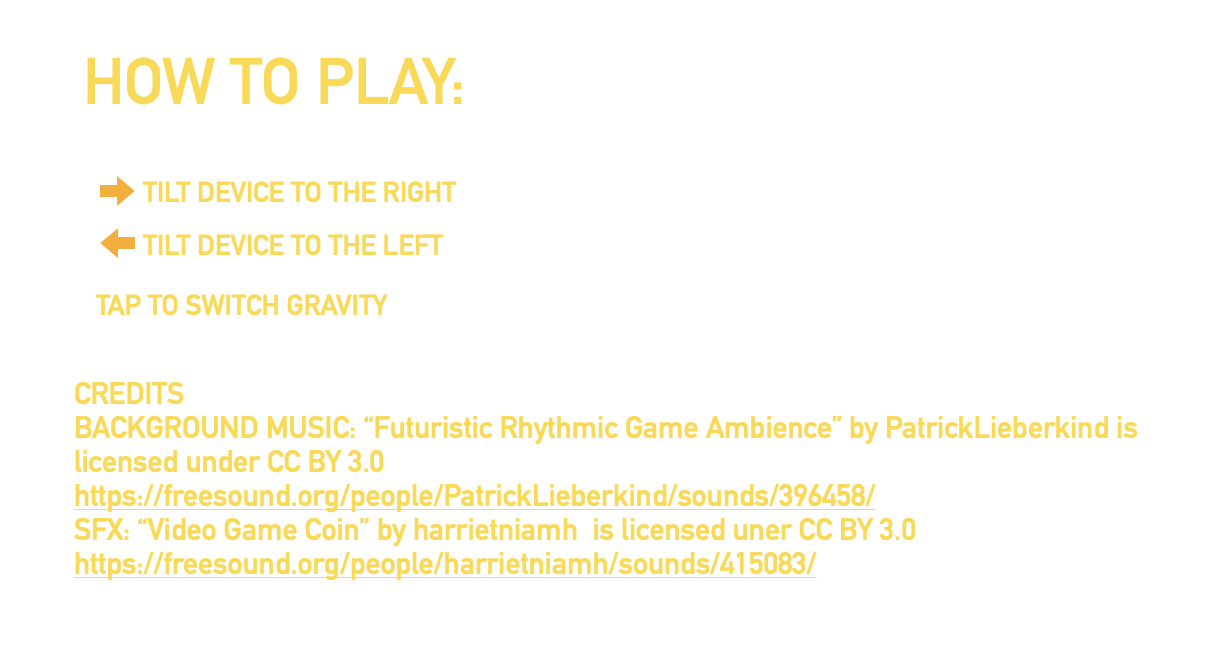 HOW TO PLAY:
TILT DEVICE TO THE RIGHT
TILT DEVICE TO THE LEFT
TAP TO SWITCH GRAVITY
CREDITS
BACKGROUND MUSIC: “Futuristic Rhythmic Game Ambience” by PatrickLieberkind is
licensed under CC BY 3.0
https://freesound.org/people/PatrickLieberkind/sounds/396458/
SFX: “Video Game Coin” by harrietniamh  is licensed uner CC BY 3.0
https://freesound.org/people/harrietniamh/sounds/415083/